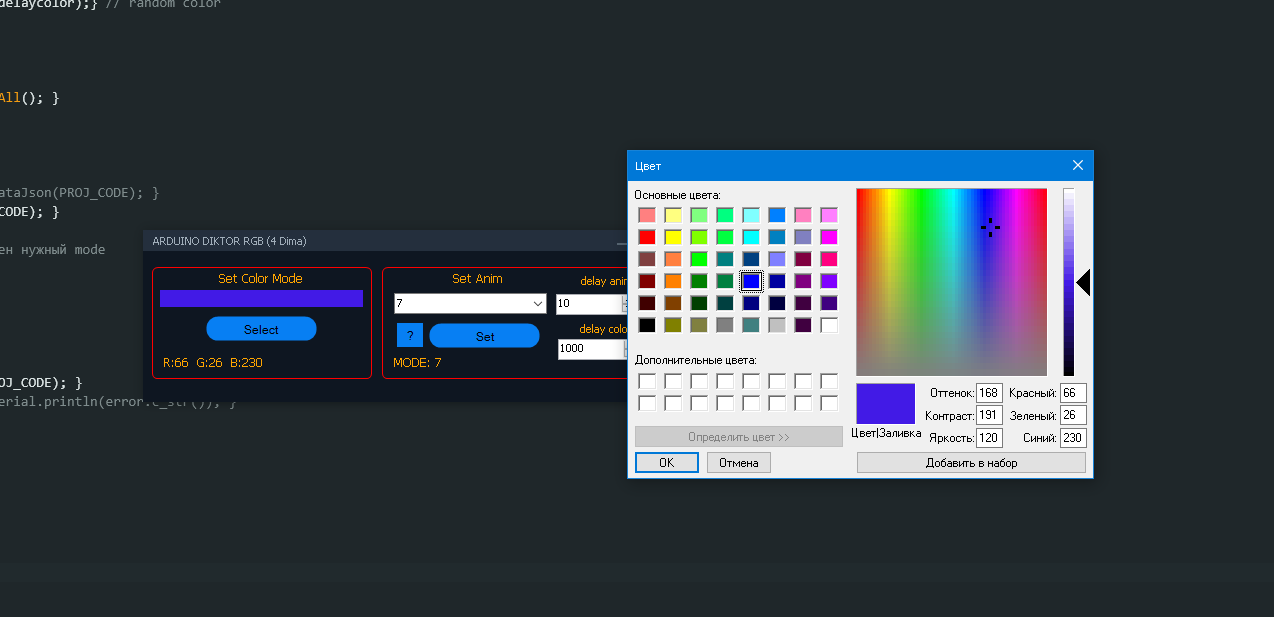 delaycolor);} // random color
All(); }
ataJson(PROJ_CODE); }
CODE); }
ен нужный mode
OJ_CODE); }
erial.println(error.c_str()); }
ARDUINO DIKTOR RGB (4 Dima)
Set Color Mode
Select
R:66 G:26 B:230
Set Anim
7
? Set
MODE: 7
delay anim
10
delay colo
1000
Цвет
Основные цвета:
Дополнительные цвета:
Определить цвет >>
OK Отмена
Цвет|Заливка
Оттенок: 168 Красный: 66
Контраст: 191 Зеленый: 26
Яркость: 120 Синий: 230
Добавить в набор